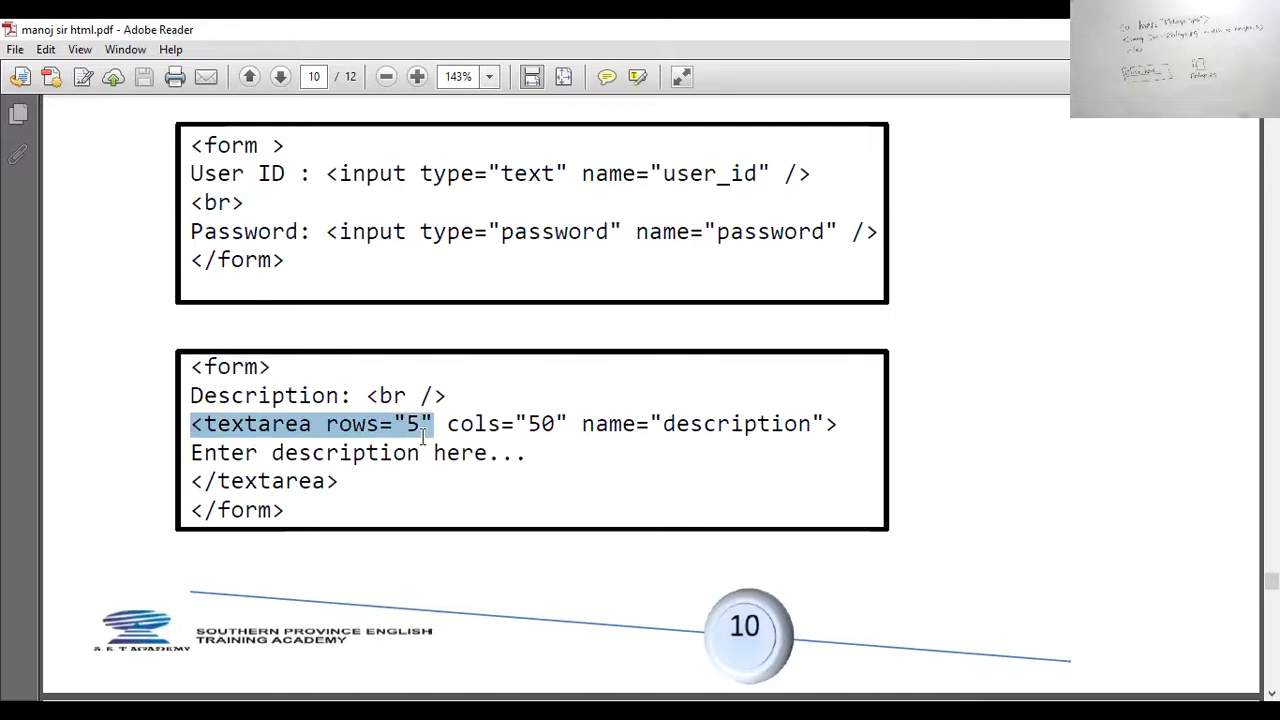 manoj sir html.pdf - Adobe Reader
File Edit View Window Help
10 / 12 143%
<form >
User ID : <input type="text" name="user_id" />
<br>
Password: <input type="password" name="password" />
</form>
<form>
Description: <br />
<textarea rows="5" cols="50" name="description">
Enter description here...
</textarea>
</form>
SOUTHERN PROVINCE ENGLISH
TRAINING ACADEMY
10